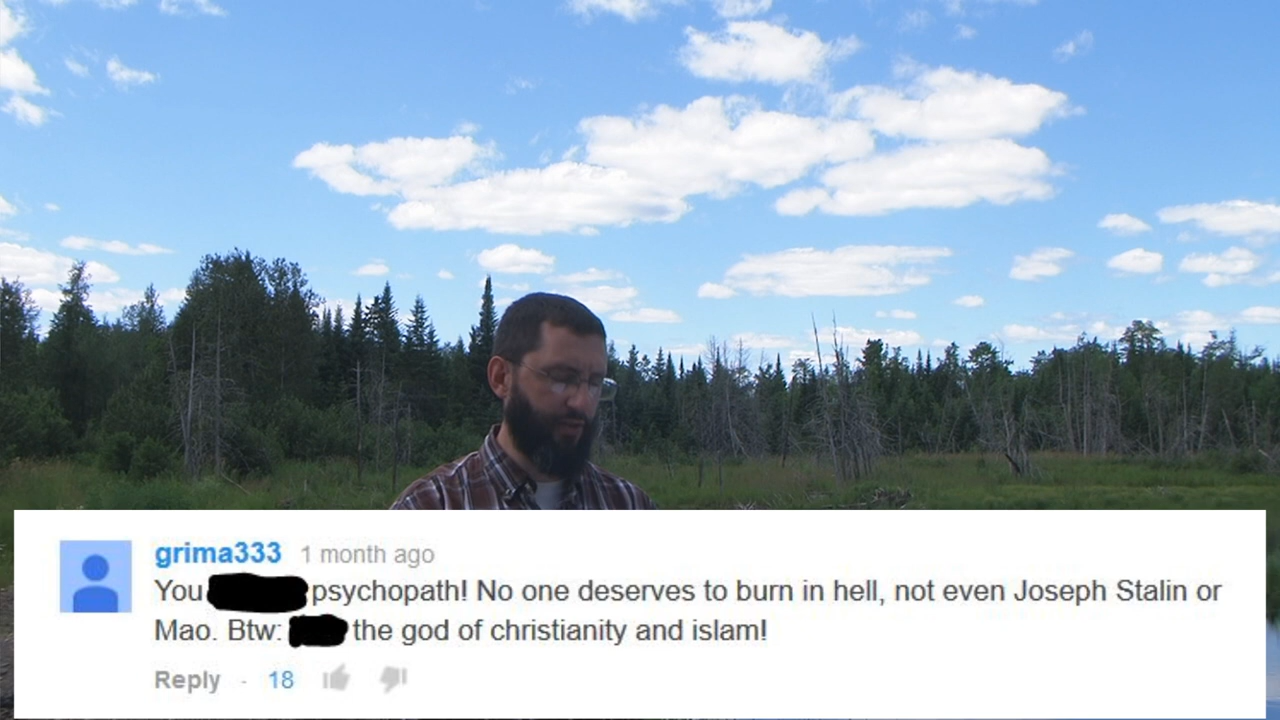 grima333 1 month ago
You psychopath! No one deserves to burn in hell, not even Joseph Stalin or
Mao. Btw: the god of christianity and islam!
Reply - 18